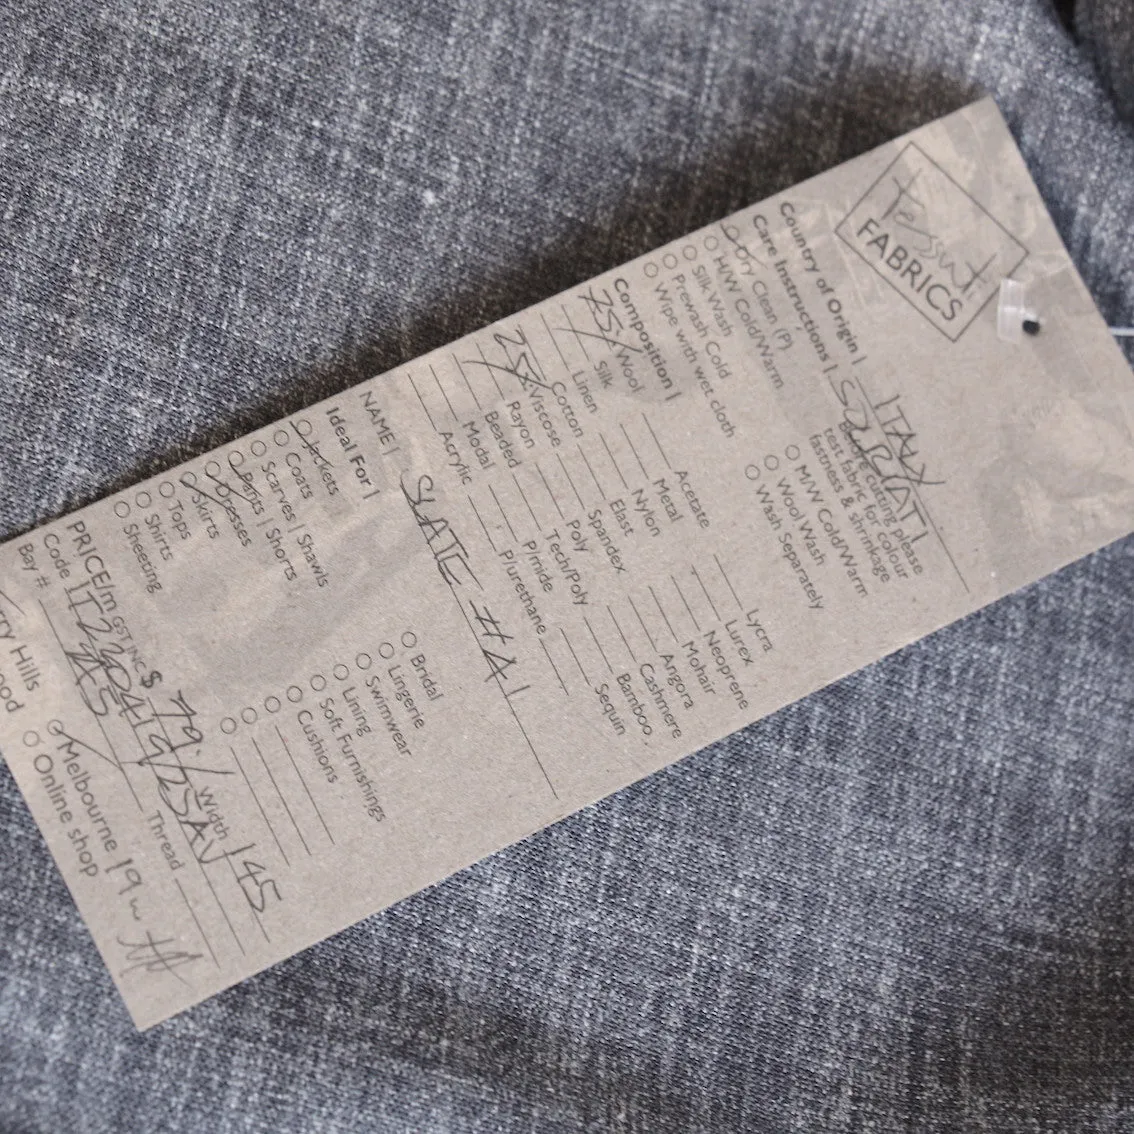 Tessuti
FABRICS
Country of Origin | ITALY
Care Instructions |
Before cutting please
test fabric for colour
fastness & shrinkage
Dry Clean (P)
H/W Cold/Warm
M/W Cold/Warm
Silk Wash
Wool Wash
Prewash Cold
Wash Separately
Wipe with wet cloth
Composition |
Wool
Acetate
Lycra
Silk
Metal
Lurex
Linen
Nylon
Neoprene
Cotton
Elast
Mohair
Viscose
Spandex
Angora
Rayon
Poly
Cashmere
Beaded
Tech/Poly
Bamboo
Modal
P/mide
Sequin
Acrylic
P/urethane
NAME | SLATE #A1
Ideal For |
Jackets
Bridal
Coats
Lingerie
Scarves | Shawls
Swimwear
Pants | Shorts
Lining
Dresses
Soft Furnishings
Skirts
Cushions
Tops
Shirts
Sheeting
PRICE/m GST INC $ 79.- Width 145
Code
Bay # A5 Thread
rry Hills
Melbourne 19
ood
Online shop